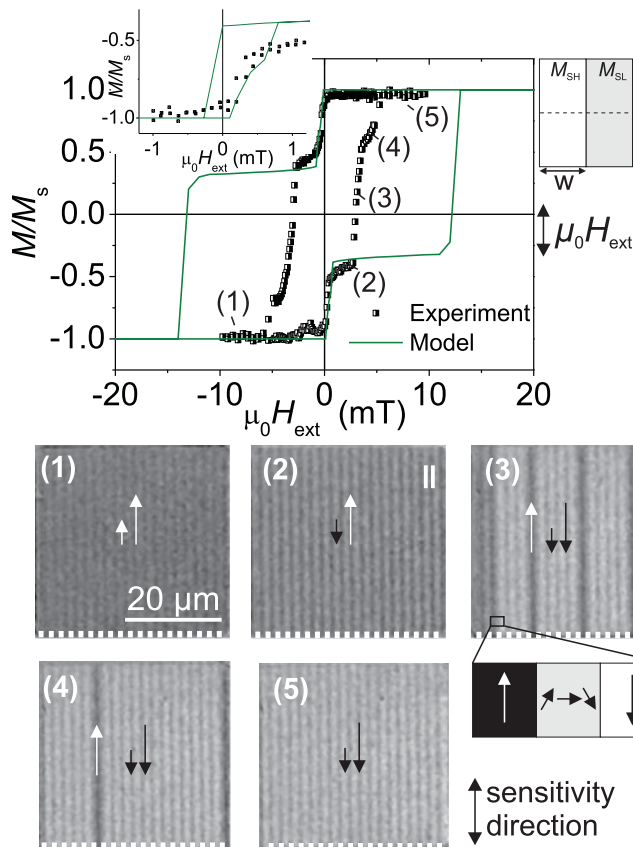 -0.5
-1.0
M/Mₛ
-1 0 1
μ₀Hₑₓₜ (mT)
1.0
0.5
0.0
-0.5
-1.0
M/Mₛ
(5)
(4)
(3)
(2)
(1)
Experiment
Model
-20 -10 0 10 20
μ₀Hₑₓₜ (mT)
M_SH M_SL
w
μ₀Hₑₓₜ
(1)
20 μm
(2)
II
(3)
(4)
(5)
sensitivity
direction